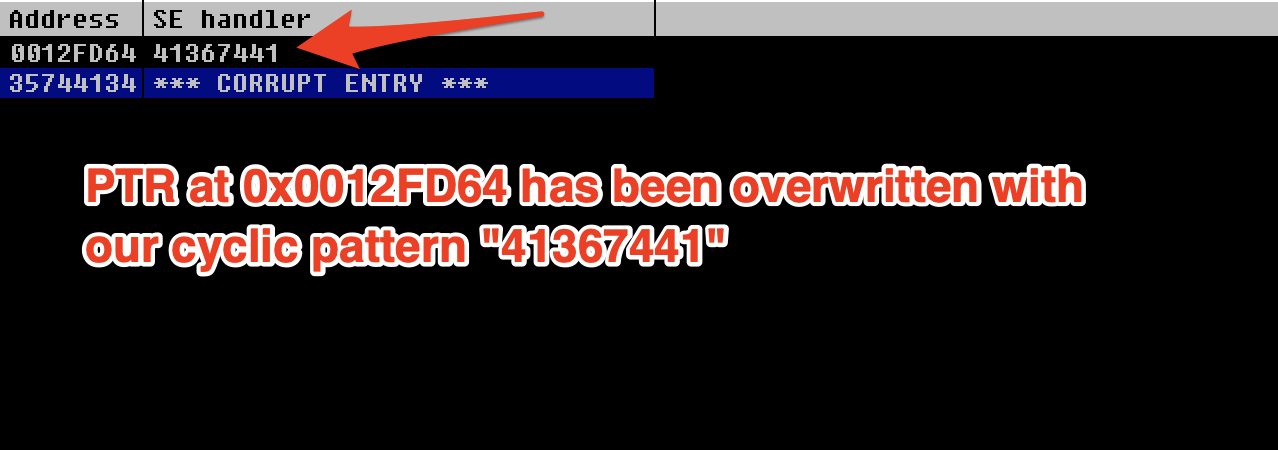 Address SE handler
0012FD64 41367441
35744134 *** CORRUPT ENTRY ***
PTR at 0x0012FD64 has been overwritten with
our cyclic pattern "41367441"